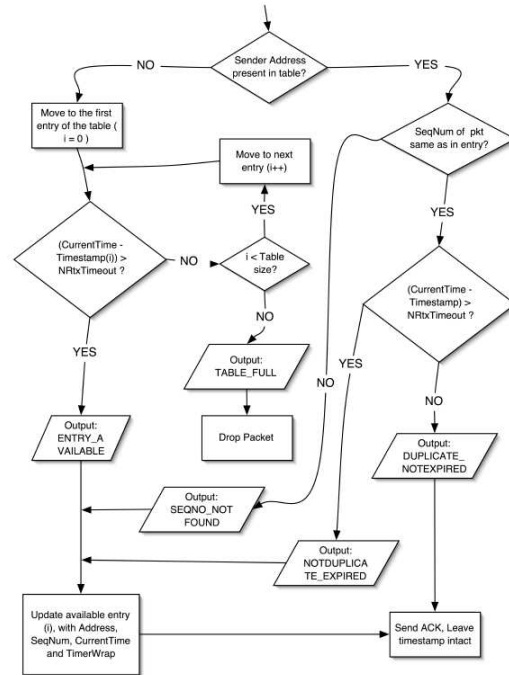 Sender Address
present in table?
NO
YES
Move to the first
entry of the table (
i = 0 )
SeqNum of pkt
same as in entry?
Move to next
entry (i++)
YES
YES
(CurrentTime -
Timestamp(i)) >
NRtxTimeout ?
NO
i < Table
size?
(CurrentTime -
Timestamp) >
NRtxTimeout ?
NO
YES
Output:
TABLE_FULL
YES
NO
NO
Output:
ENTRY_A
VAILABLE
Drop Packet
Output:
DUPLICATE_
NOTEXPIRED
Output:
SEQNO_NOT
FOUND
Output:
NOTDUPLICA
TE_EXPIRED
Update available entry
(i), with Address,
SeqNum, CurrentTime
and TimerWrap
Send ACK, Leave
timestamp intact